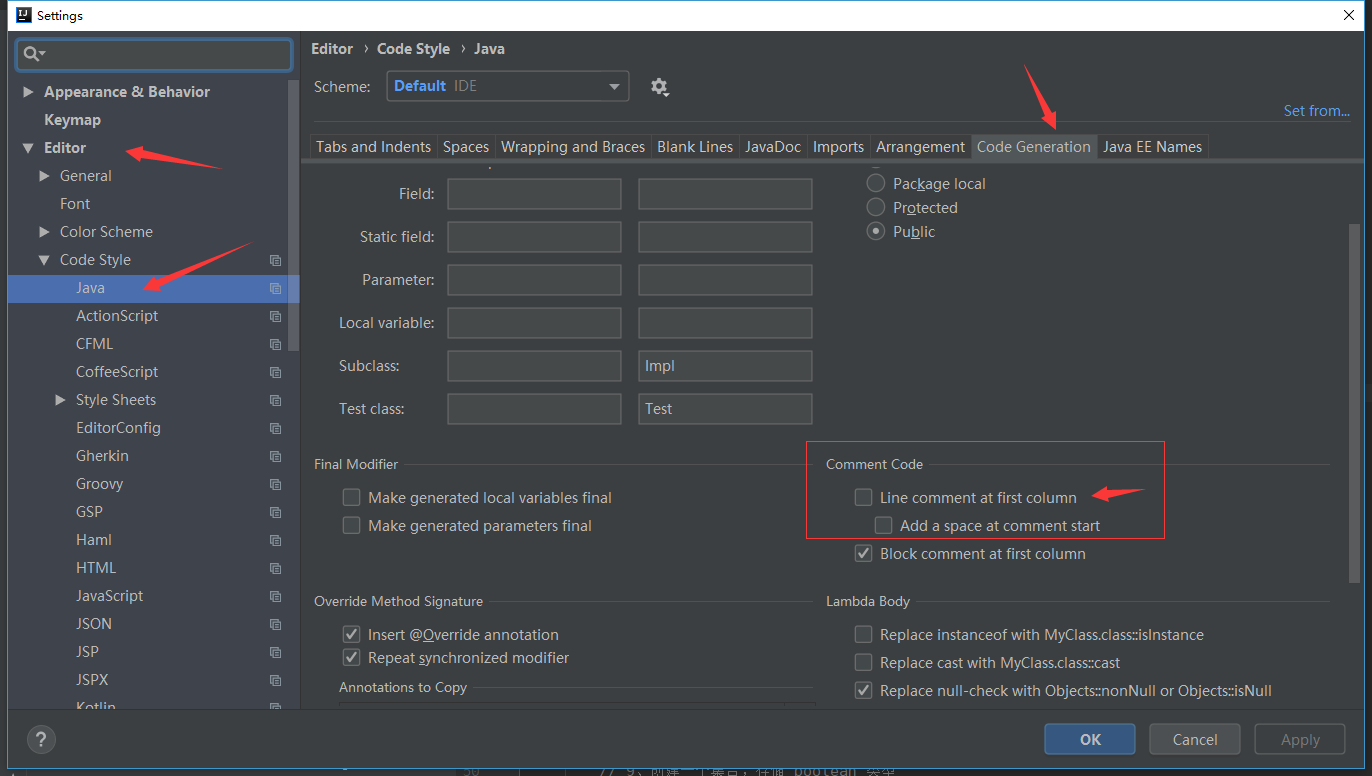 Settings
Appearance & Behavior
Keymap
Editor
General
Font
Color Scheme
Code Style
Java
ActionScript
CFML
CoffeeScript
Style Sheets
EditorConfig
Gherkin
Groovy
GSP
Haml
HTML
JavaScript
JSON
JSP
JSPX
Kotlin
Editor › Code Style › Java
Scheme: Default IDE
Set from...
Tabs and Indents Spaces Wrapping and Braces Blank Lines JavaDoc Imports Arrangement Code Generation Java EE Names
Field:
Static field:
Parameter:
Local variable:
Subclass: Impl
Test class: Test
Package local
Protected
Public
Final Modifier
Make generated local variables final
Make generated parameters final
Comment Code
Line comment at first column
Add a space at comment start
Block comment at first column
Override Method Signature
Insert @Override annotation
Repeat synchronized modifier
Annotations to Copy
Lambda Body
Replace instanceof with MyClass.class::isInstance
Replace cast with MyClass.class::cast
Replace null-check with Objects::nonNull or Objects::isNull
?
OK Cancel Apply